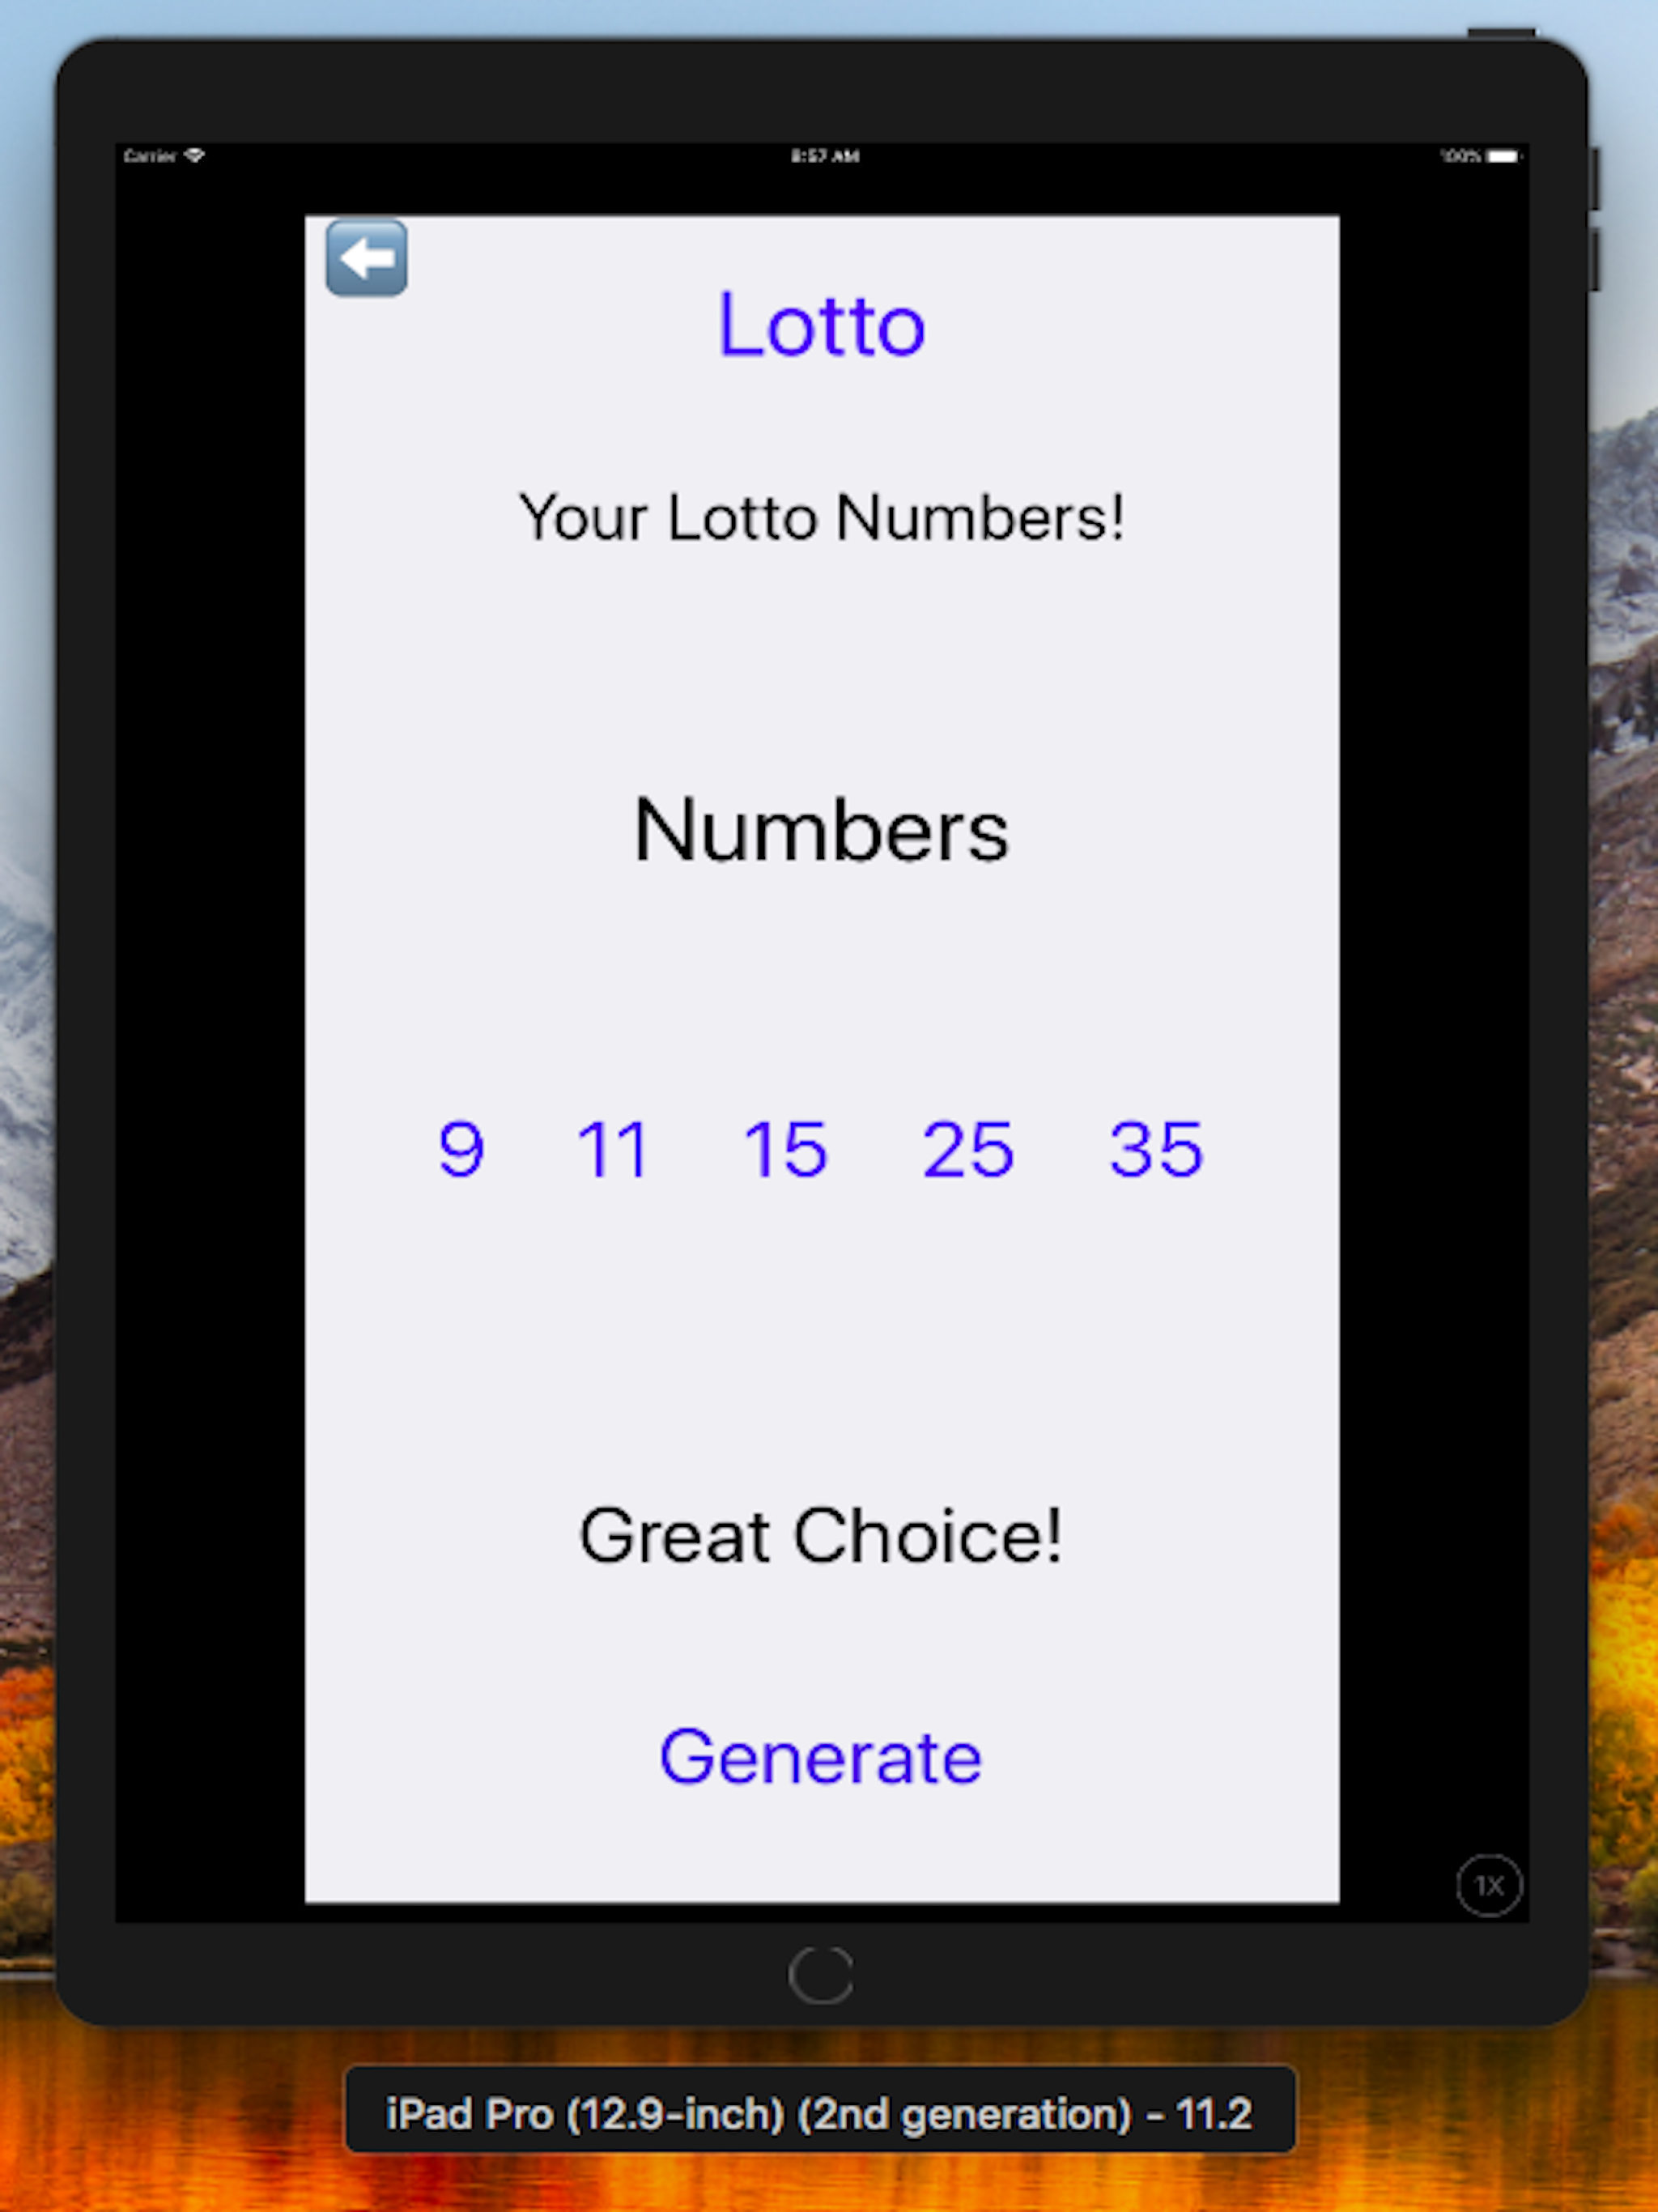 Carrier
8:57 AM
100%
Lotto
Your Lotto Numbers!
Numbers
9 11 15 25 35
Great Choice!
Generate
1X
iPad Pro (12.9-inch) (2nd generation) - 11.2